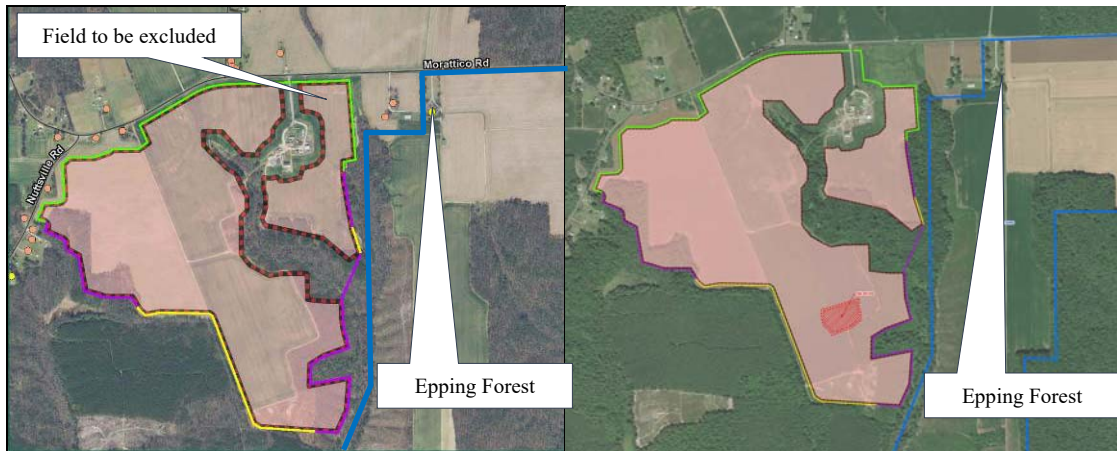 Field to be excluded
Morattico Rd
Nuttsville Rd
Epping Forest
Epping Forest